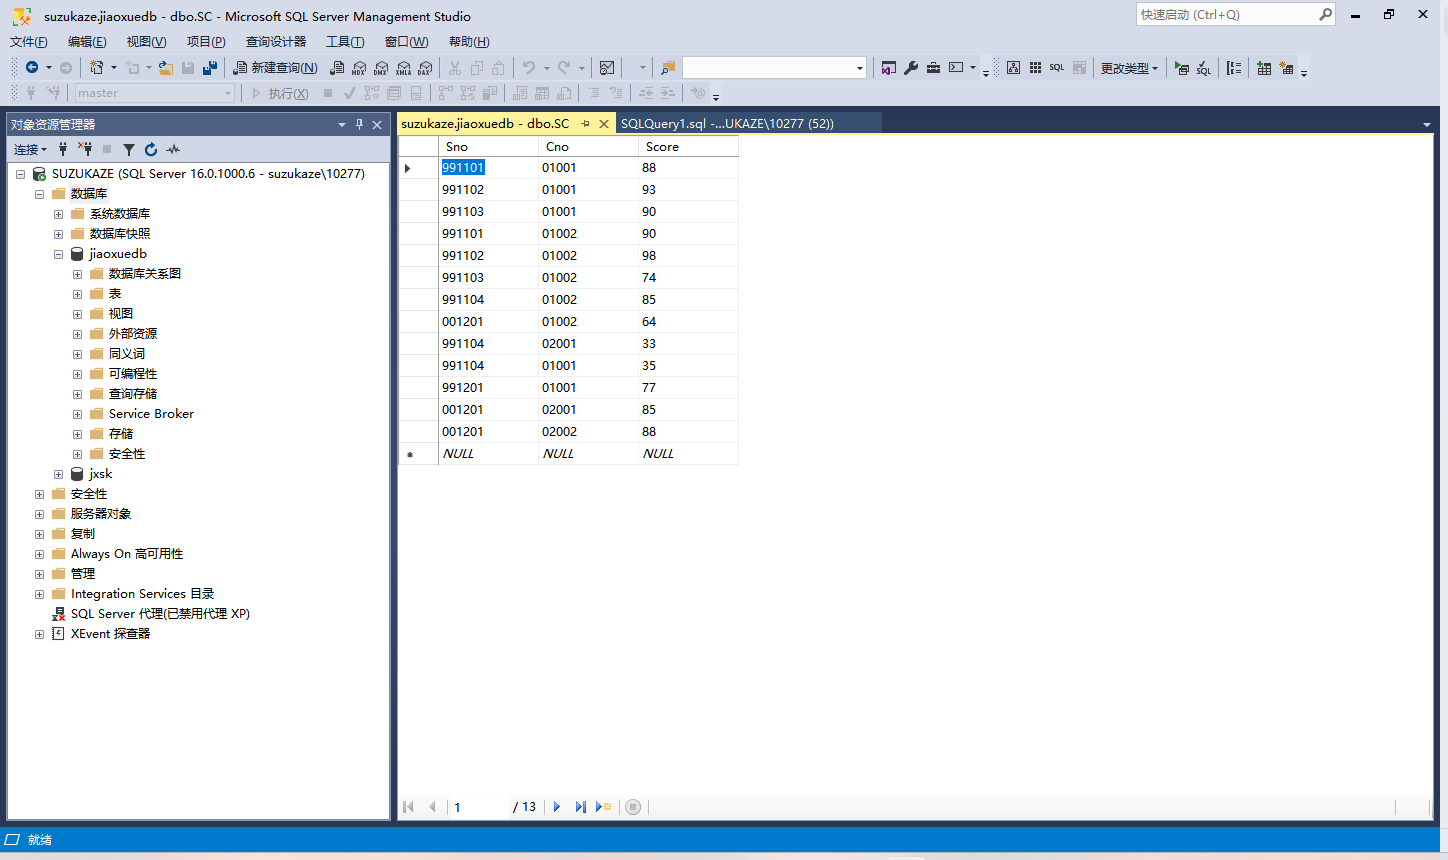 suzukaze.jiaoxuedb - dbo.SC - Microsoft SQL Server Management Studio
快速启动 (Ctrl+Q)
文件(F) 编辑(E) 视图(V) 项目(P) 查询设计器 工具(T) 窗口(W) 帮助(H)
新建查询(N) MDX DMX XMLA DAX SQL 更改类型 SQL
master 执行(X)
对象资源管理器
连接
SUZUKAZE (SQL Server 16.0.1000.6 - suzukaze\10277)
数据库
系统数据库
数据库快照
jiaoxuedb
数据库关系图
表
视图
外部资源
同义词
可编程性
查询存储
Service Broker
存储
安全性
jxsk
安全性
服务器对象
复制
Always On 高可用性
管理
Integration Services 目录
SQL Server 代理(已禁用代理 XP)
XEvent 探查器
suzukaze.jiaoxuedb - dbo.SC SQLQuery1.sql -...UKAZE\10277 (52))
Sno Cno Score
991101 01001 88
991102 01001 93
991103 01001 90
991101 01002 90
991102 01002 98
991103 01002 74
991104 01002 85
001201 01002 64
991104 02001 33
991104 01001 35
991201 01001 77
001201 02001 85
001201 02002 88
NULL NULL NULL
1 / 13
就绪